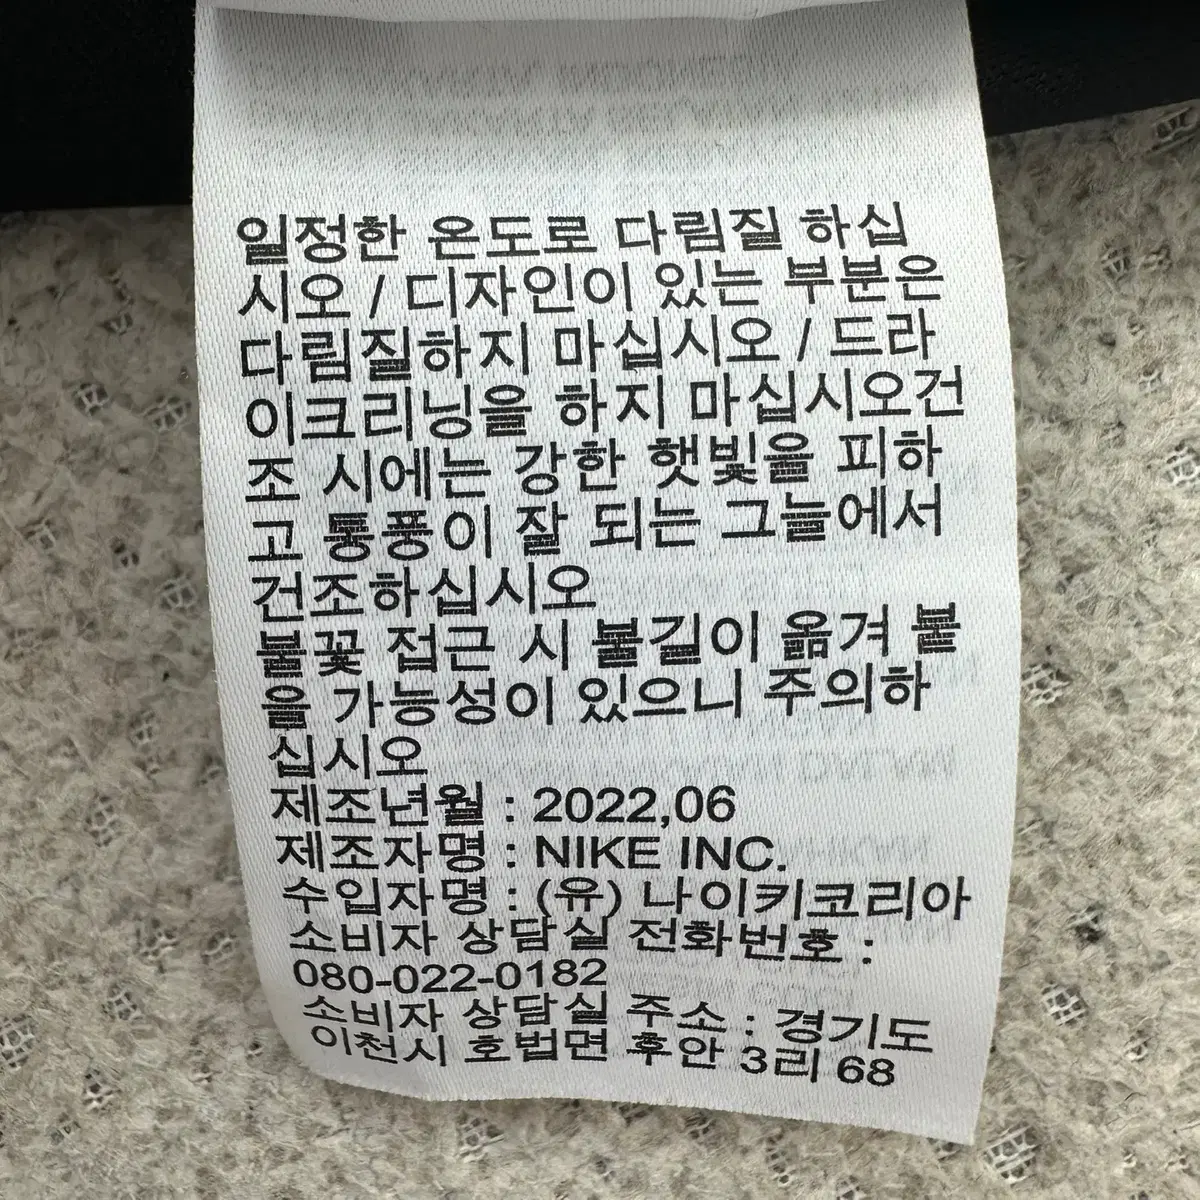 일정한 온도로 다림질 하십
시오 / 디자인이 있는 부분은
다림질하지 마십시오 / 드라
이크리닝을 하지 마십시오건
조 시에는 강한 햇빛을 피하
고 통풍이 잘 되는 그늘에서
건조하십시오
불꽃 접근 시 불길이 옮겨 붙
을 가능성이 있으니 주의하
십시오
제조년월 : 2022,06
제조자명 : NIKE INC.
수입자명 : (유) 나이키코리아
소비자 상담실 전화번호 :
080-022-0182
소비자 상담실 주소 : 경기도
이천시 호법면 후안 3리 68